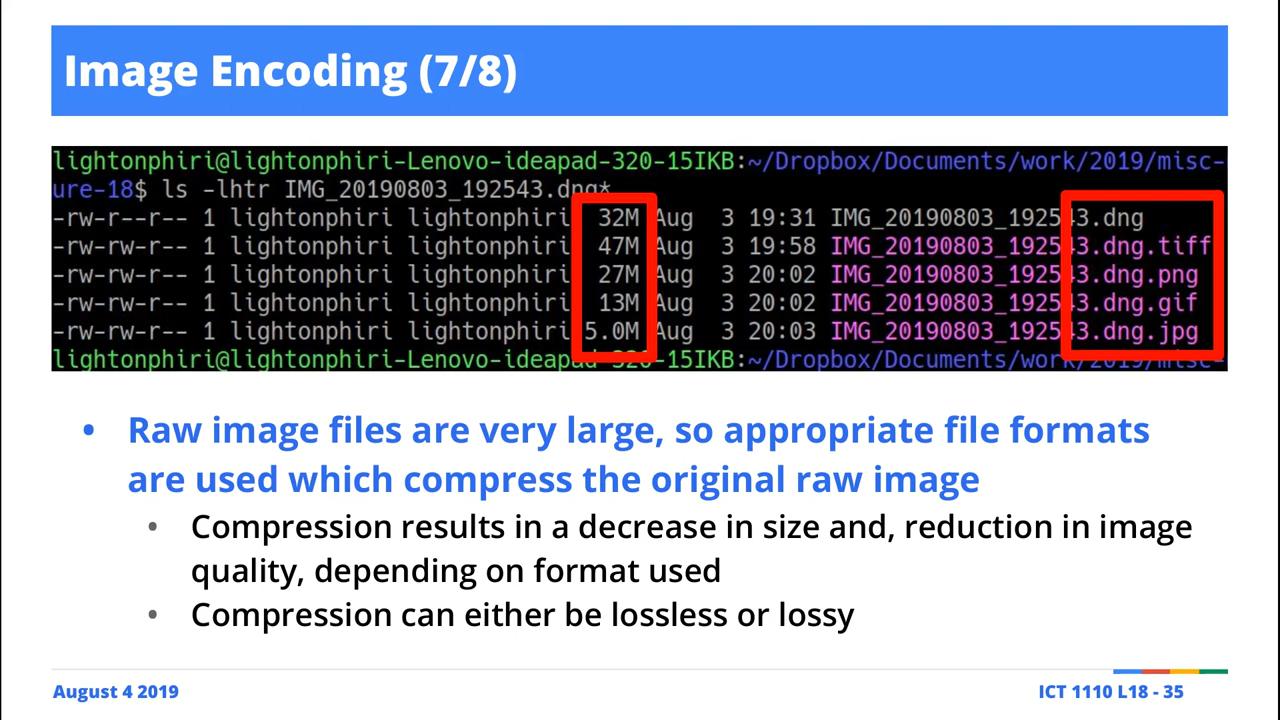 Image Encoding (7/8)
lightonphiri@lightonphiri-Lenovo-ideapad-320-15IKB:~/Dropbox/Documents/work/2019/misc-
ure-18$ ls -lhtr IMG_20190803_192543.dng*
-rw-r--r-- 1 lightonphiri lightonphiri 32M Aug 3 19:31 IMG_20190803_192543.dng
-rw-rw-r-- 1 lightonphiri lightonphiri 47M Aug 3 19:58 IMG_20190803_192543.dng.tiff
-rw-rw-r-- 1 lightonphiri lightonphiri 27M Aug 3 20:02 IMG_20190803_192543.dng.png
-rw-rw-r-- 1 lightonphiri lightonphiri 13M Aug 3 20:02 IMG_20190803_192543.dng.gif
-rw-rw-r-- 1 lightonphiri lightonphiri 5.0M Aug 3 20:03 IMG_20190803_192543.dng.jpg
lightonphiri@lightonphiri-Lenovo-ideapad-320-15IKB:~/Dropbox/Documents/work/2019/misc-
• Raw image files are very large, so appropriate file formats
are used which compress the original raw image
• Compression results in a decrease in size and, reduction in image
quality, depending on format used
• Compression can either be lossless or lossy
August 4 2019
ICT 1110 L18 - 35